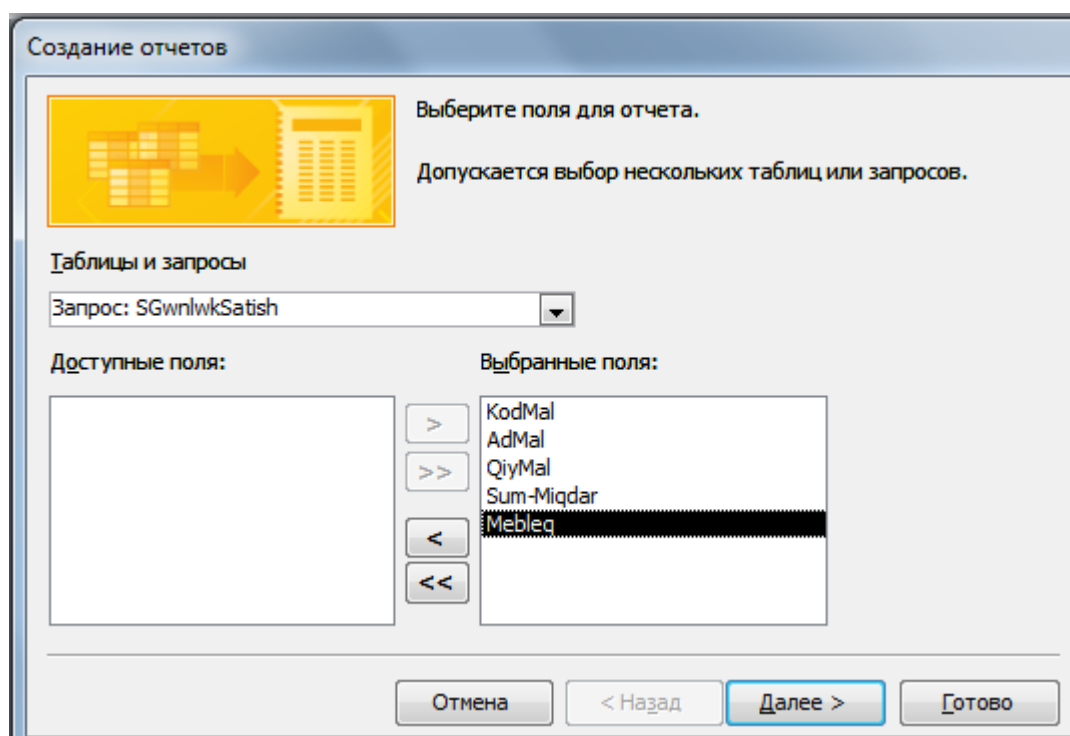 Создание отчетов
Выберите поля для отчета.
Допускается выбор нескольких таблиц или запросов.
Таблицы и запросы
Запрос: SGwnlwkSatish
Доступные поля:
Выбранные поля:
>
>>
<
<<
KodMal
AdMal
QiyMal
Sum-Miqdar
Mebleq
Отмена
< Назад
Далее >
Готово